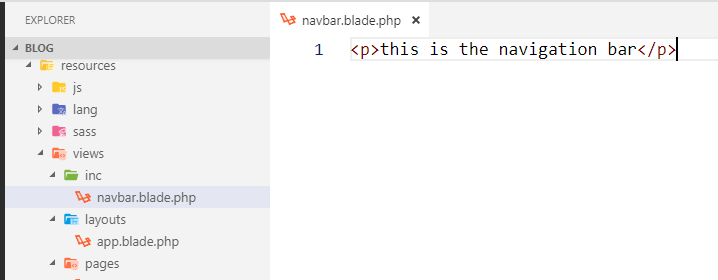 EXPLORER
BLOG
resources
js
lang
sass
views
inc
navbar.blade.php
layouts
app.blade.php
pages
navbar.blade.php ×
1 <p>this is the navigation bar</p>